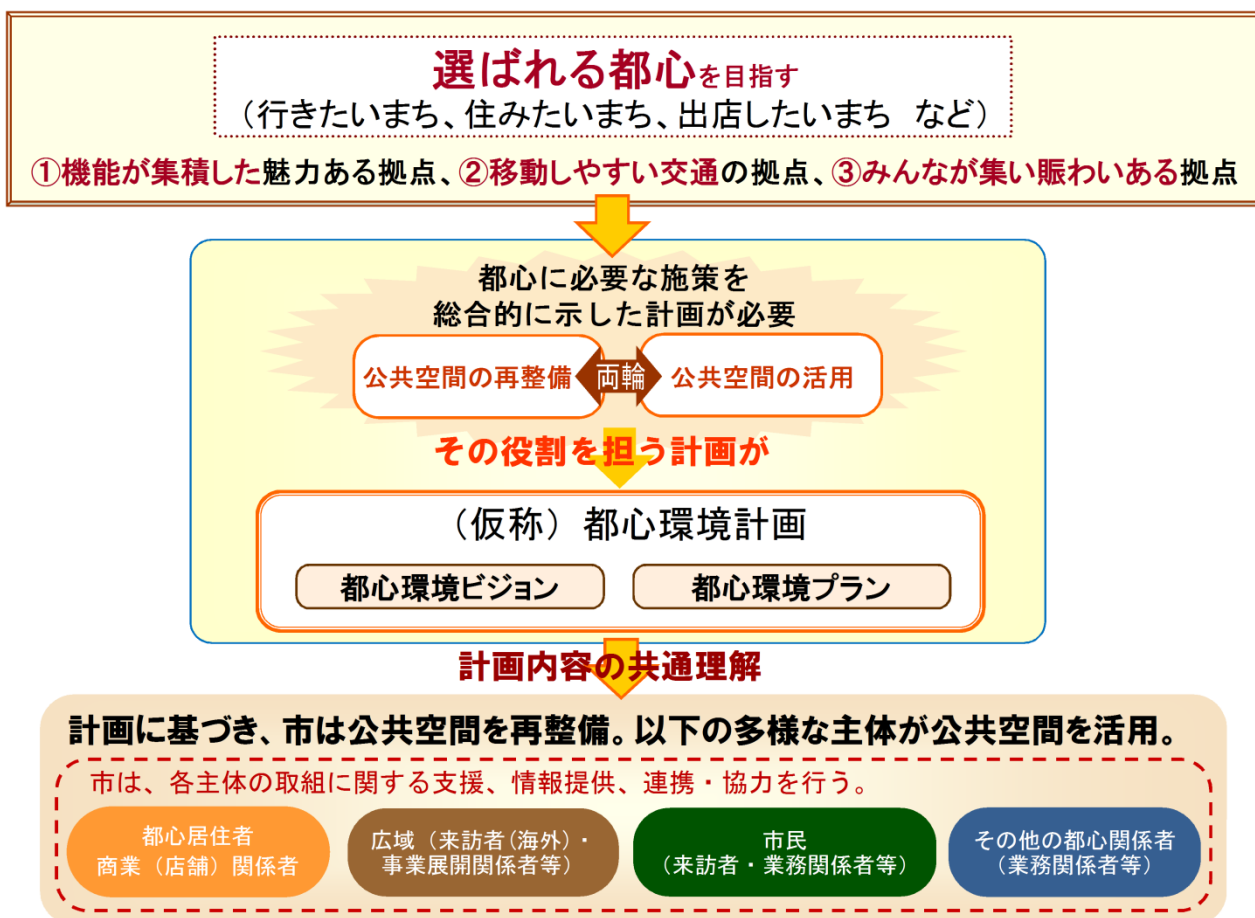 選ばれる都心を目指す
(行きたいまち、住みたいまち、出店したいまち など)
①機能が集積した魅力ある拠点、②移動しやすい交通の拠点、③みんなが集い賑わいある拠点
都心に必要な施策を
総合的に示した計画が必要
公共空間の再整備
両輪
公共空間の活用
その役割を担う計画が
（仮称）都心環境計画
都心環境ビジョン
都心環境プラン
計画内容の共通理解
計画に基づき、市は公共空間を再整備。以下の多様な主体が公共空間を活用。
市は、各主体の取組に関する支援、情報提供、連携・協力を行う。
都心居住者
商業（店舗）関係者
広域（来訪者(海外)・
事業展開関係者等）
市民
（来訪者・業務関係者等）
その他の都心関係者
（業務関係者等）